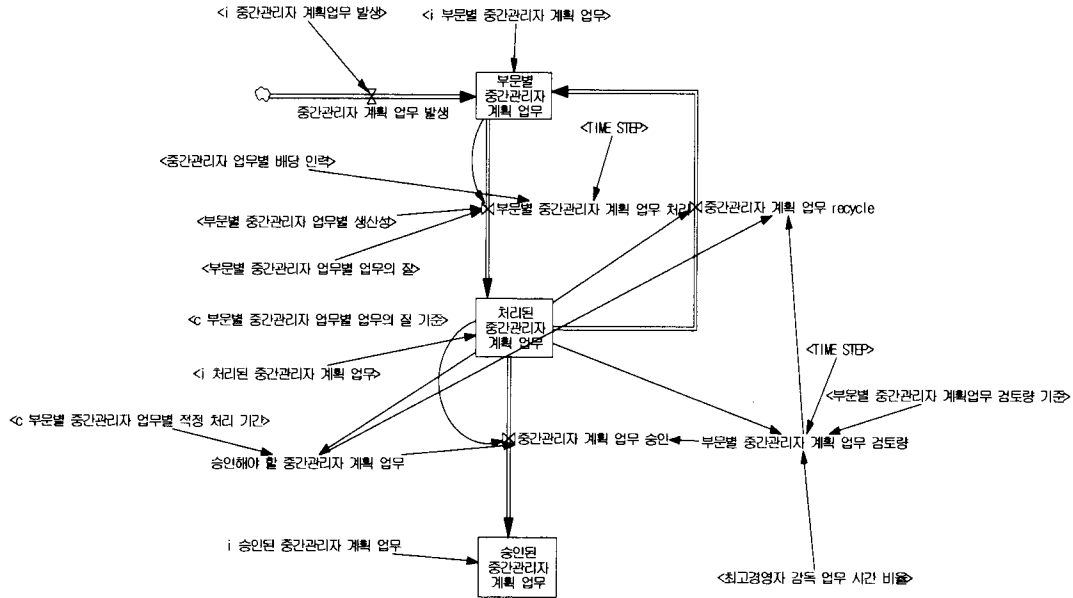 <i 중간관리자 계획업무 발생>
<i 부문별 중간관리자 계획 업무>
부문별
중간관리자
계획 업무
중간관리자 계획 업무 발생
<TIME STEP>
<중간관리자 업무별 배당 인력>
부문별 중간관리자 계획 업무 처리
중간관리자 계획 업무 recycle
<부문별 중간관리자 업무별 생산성>
<부문별 중간관리자 업무별 업무의 질>
<c 부문별 중간관리자 업무별 업무의 질 기준>
처리된
중간관리자
계획 업무
<i 처리된 중간관리자 계획 업무>
<TIME STEP>
<부문별 중간관리자 계획업무 검토량 기준>
<c 부문별 중간관리자 업무별 적정 처리 기간>
중간관리자 계획 업무 승인
부문별 중간관리자 계획 업무 검토량
승인해야 할 중간관리자 계획 업무
i 승인된 중간관리자 계획 업무
승인된
중간관리자
계획 업무
<최고경영자 감독 업무 시간 비율>